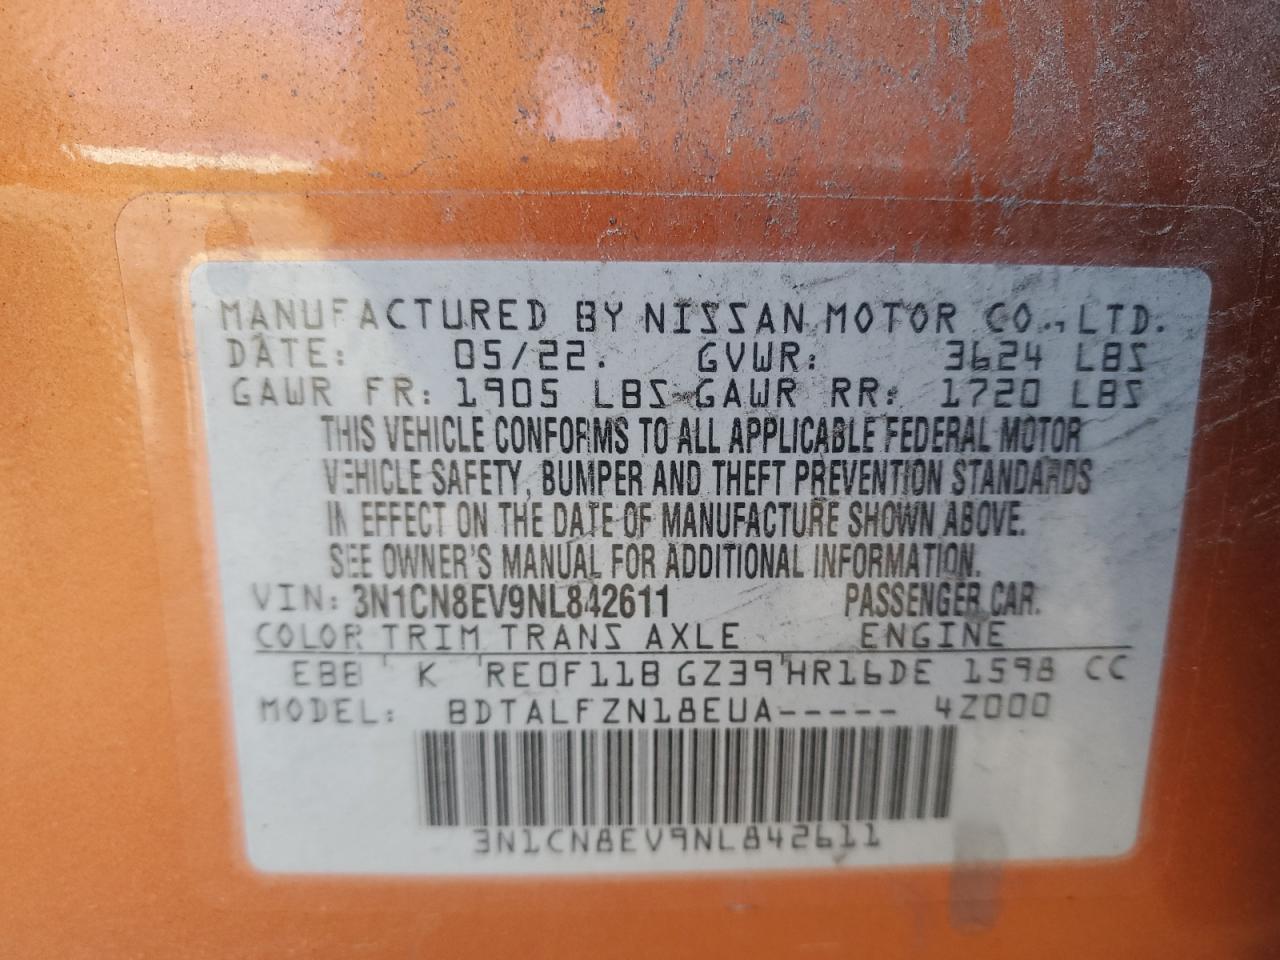 MANUFACTURED BY NISSAN MOTOR CO., LTD.
DATE: 05/22. GVWR: 3624 LBS
GAWR FR: 1905 LBS GAWR RR: 1720 LBS
THIS VEHICLE CONFORMS TO ALL APPLICABLE FEDERAL MOTOR
VEHICLE SAFETY, BUMPER AND THEFT PREVENTION STANDARDS
IN EFFECT ON THE DATE OF MANUFACTURE SHOWN ABOVE.
SEE OWNER'S MANUAL FOR ADDITIONAL INFORMATION.
VIN: 3N1CN8EV9NL842611 PASSENGER CAR.
COLOR TRIM TRANS AXLE ENGINE
EBB K RE0F11B GZ39 HR16DE 1598 CC
MODEL: BDTALFZN18EUA----- 4Z000
3N1CN8EV9NL842611